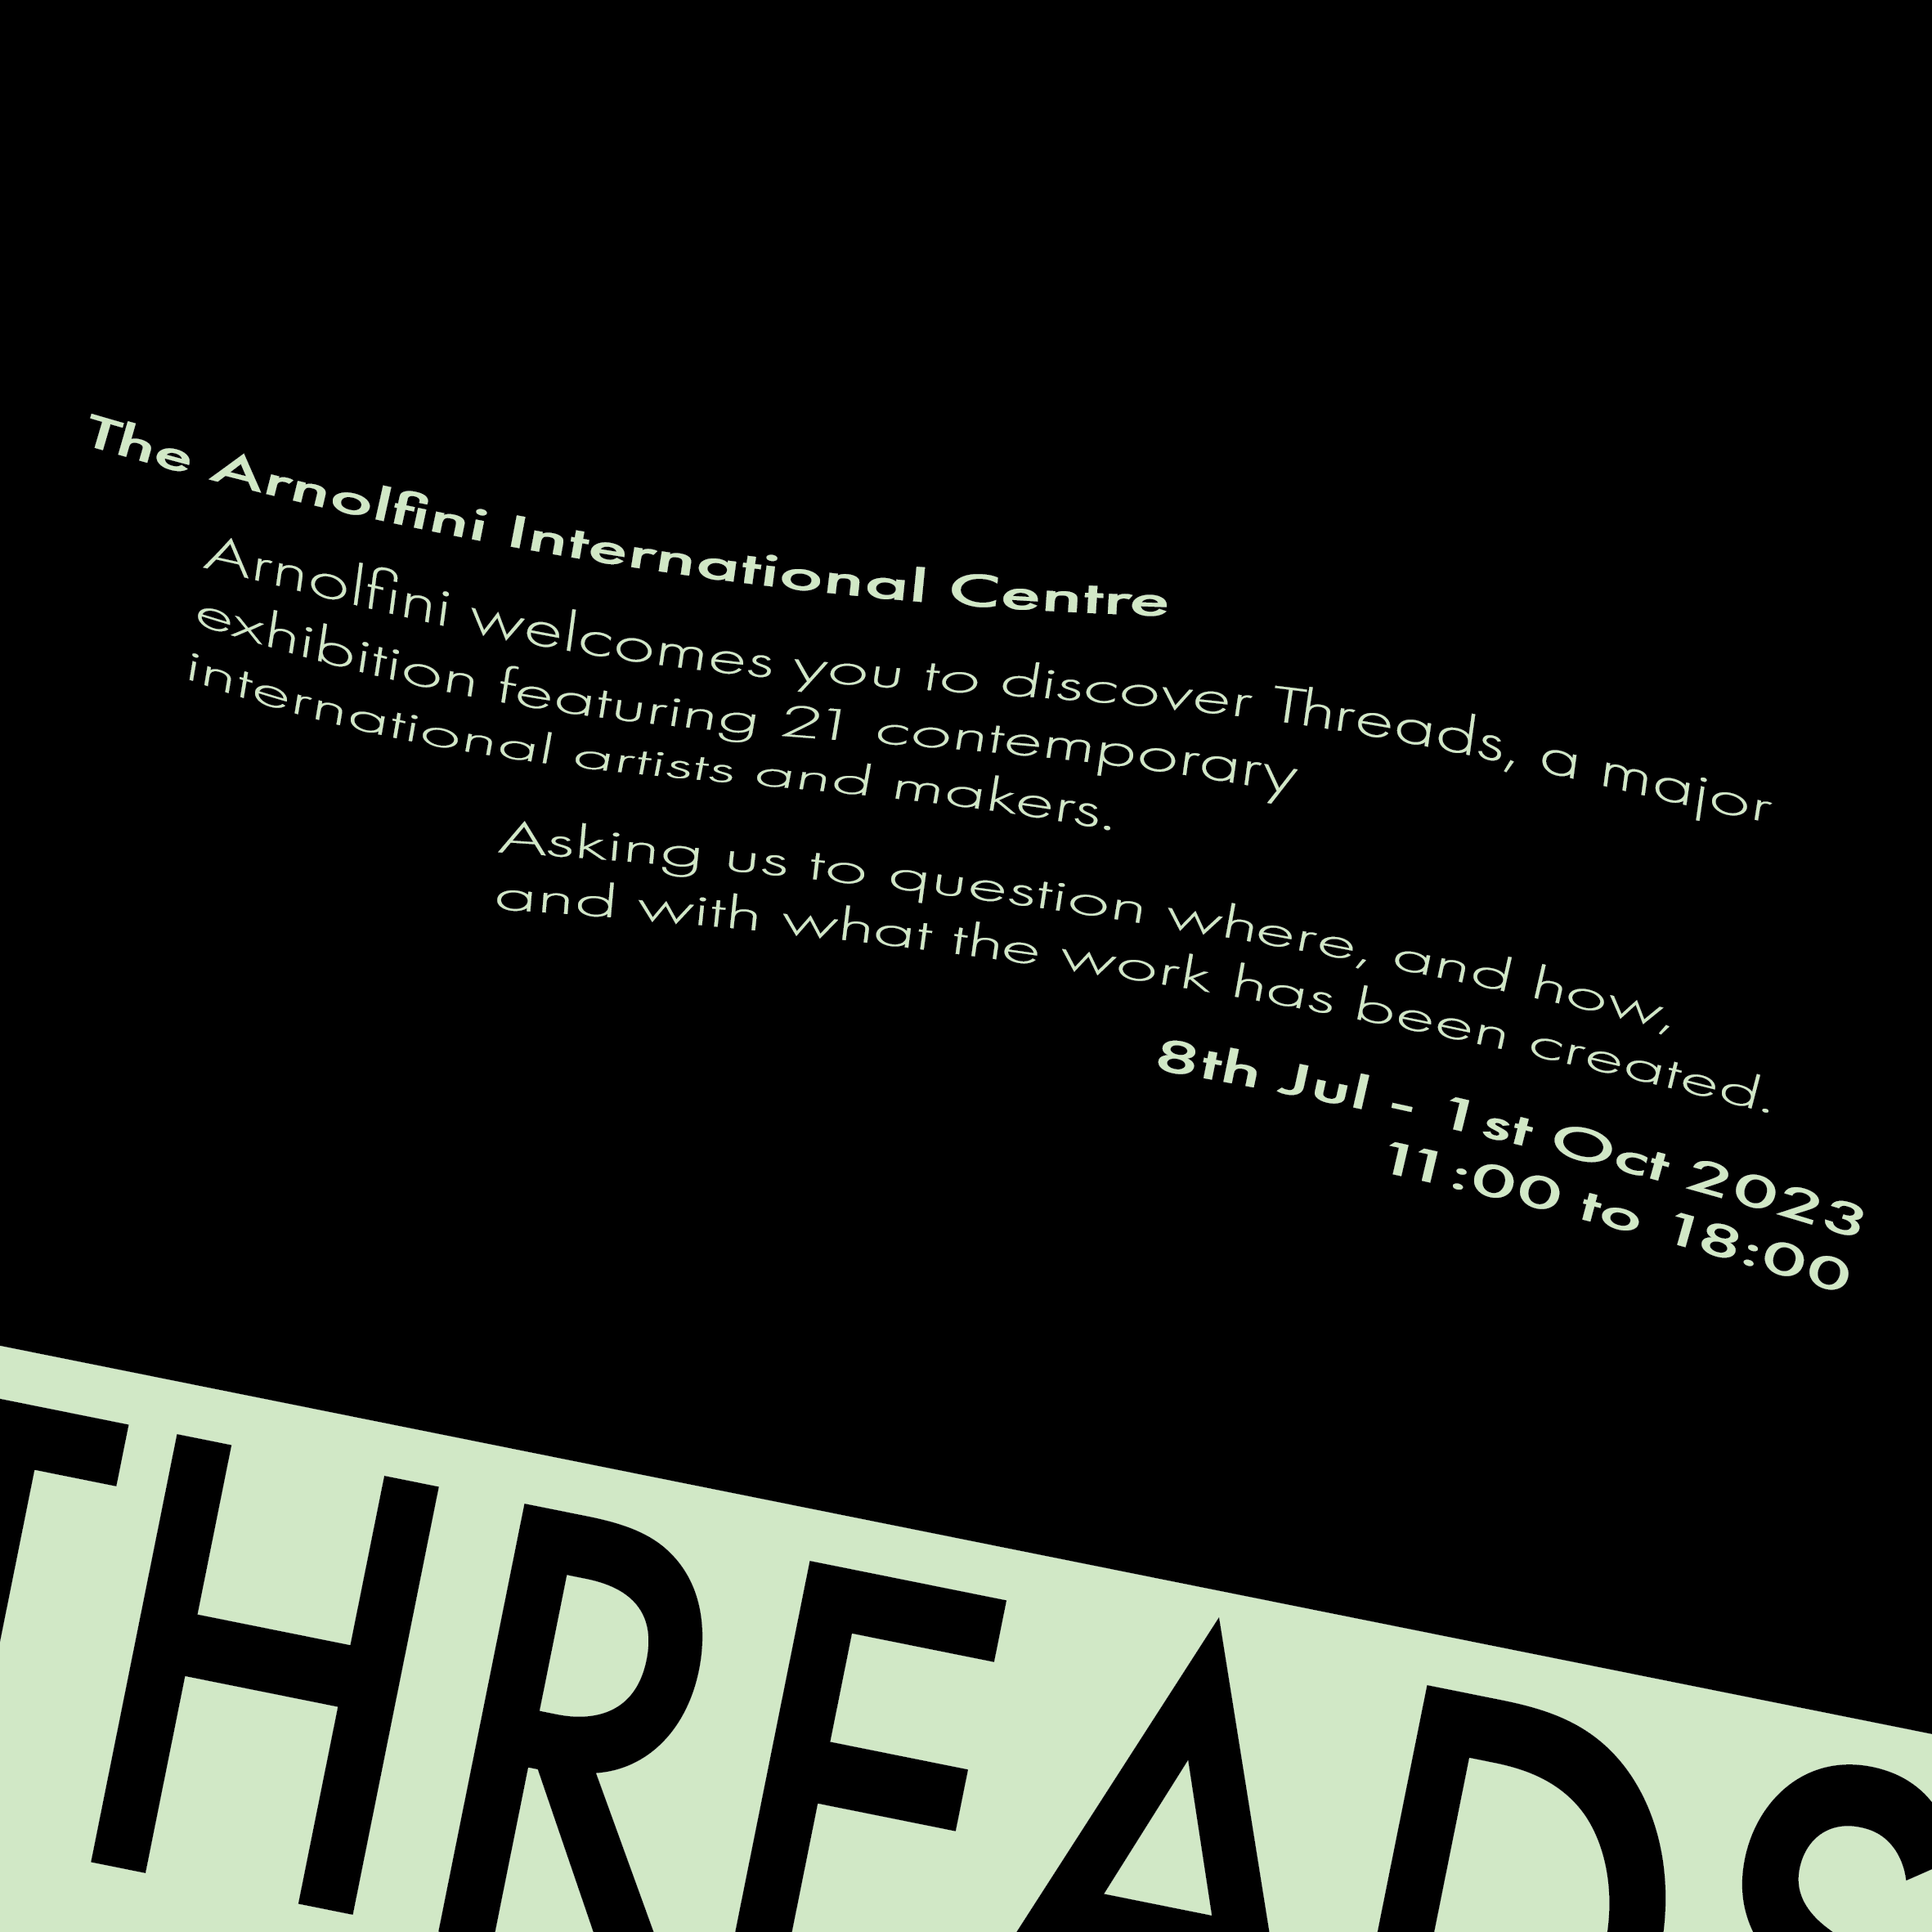 The Arnolfini International Centre
Arnolfini welcomes you to discover Threads, a major
exhibition featuring 21 contemporary
international artists and makers.
Asking us to question where, and how,
and with what the work has been created.
8th Jul - 1st Oct 2023
11:00 to 18:00
THREADS